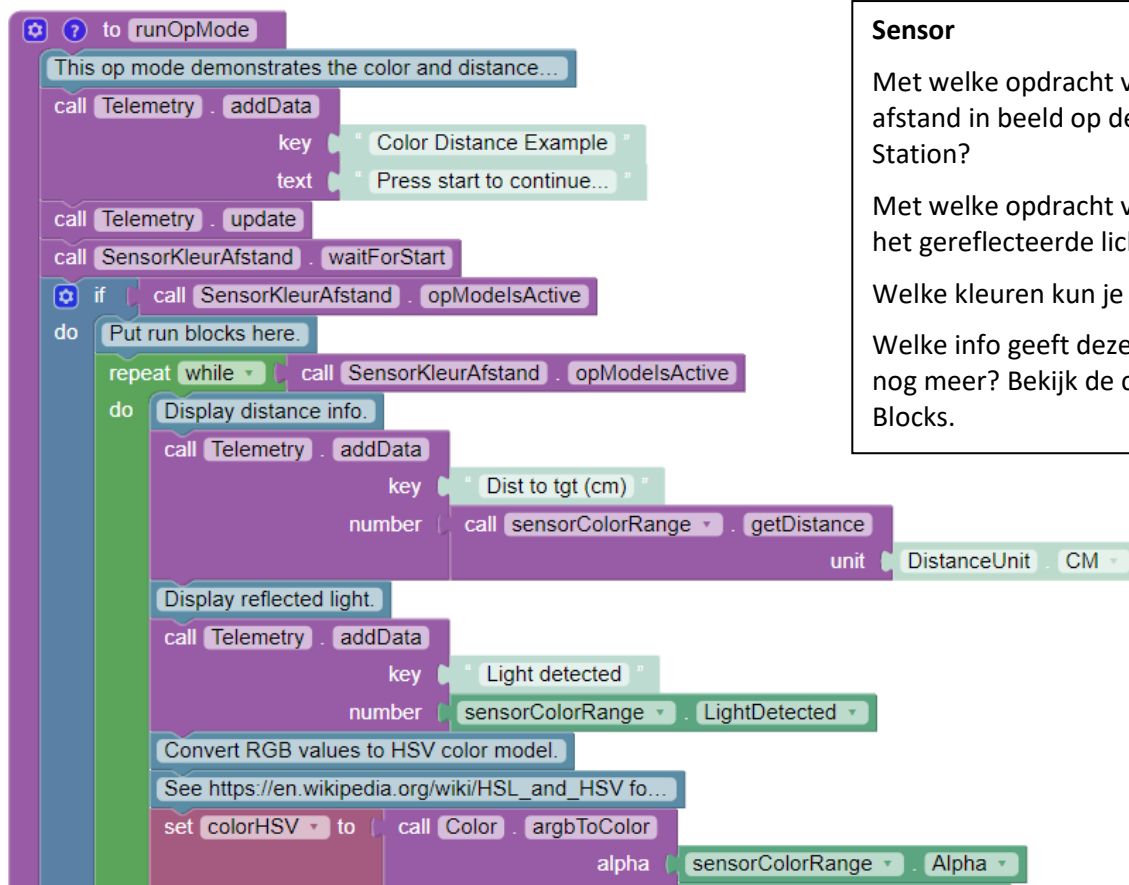 to runOpMode
This op mode demonstrates the color and distance...
call Telemetry . addData
key " Color Distance Example "
text " Press start to continue... "
call Telemetry . update
call SensorKleurAfstand . waitForStart
if call SensorKleurAfstand . opModeIsActive
do Put run blocks here.
repeat while call SensorKleurAfstand . opModeIsActive
do Display distance info.
call Telemetry . addData
key " Dist to tgt (cm) "
number call sensorColorRange . getDistance
unit DistanceUnit . CM
Display reflected light.
call Telemetry . addData
key " Light detected "
number sensorColorRange . LightDetected
Convert RGB values to HSV color model.
See https://en.wikipedia.org/wiki/HSL_and_HSV fo...
set colorHSV to call Color . argbToColor
alpha sensorColorRange . Alpha
Sensor
Met welke opdracht
afstand in beeld op
Station?
Met welke opdracht
het gereflecteerde
Welke kleuren kun je
Welke info geeft
nog meer? Bekijk de
Blocks.